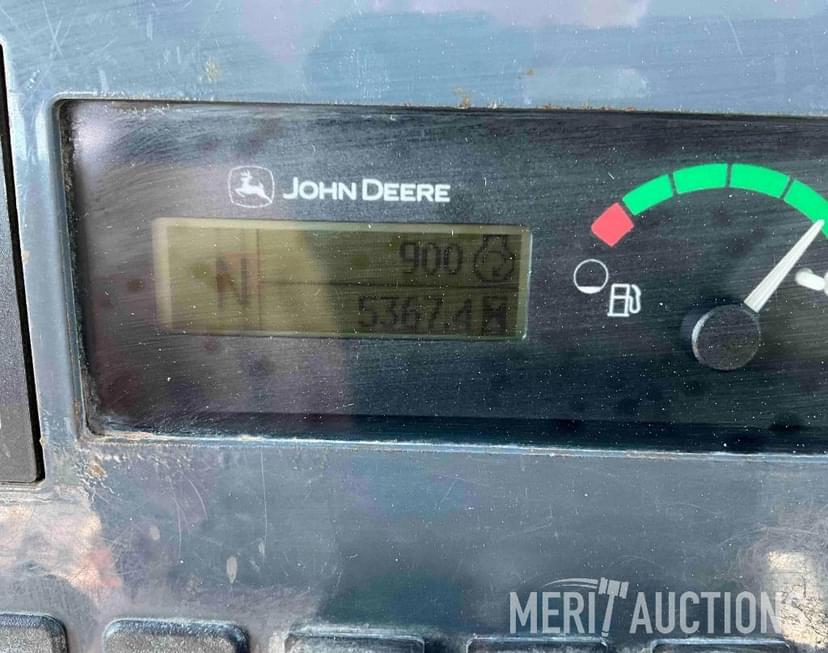 JOHN DEERE
N
900
5367.4
MERIT AUCTIONS